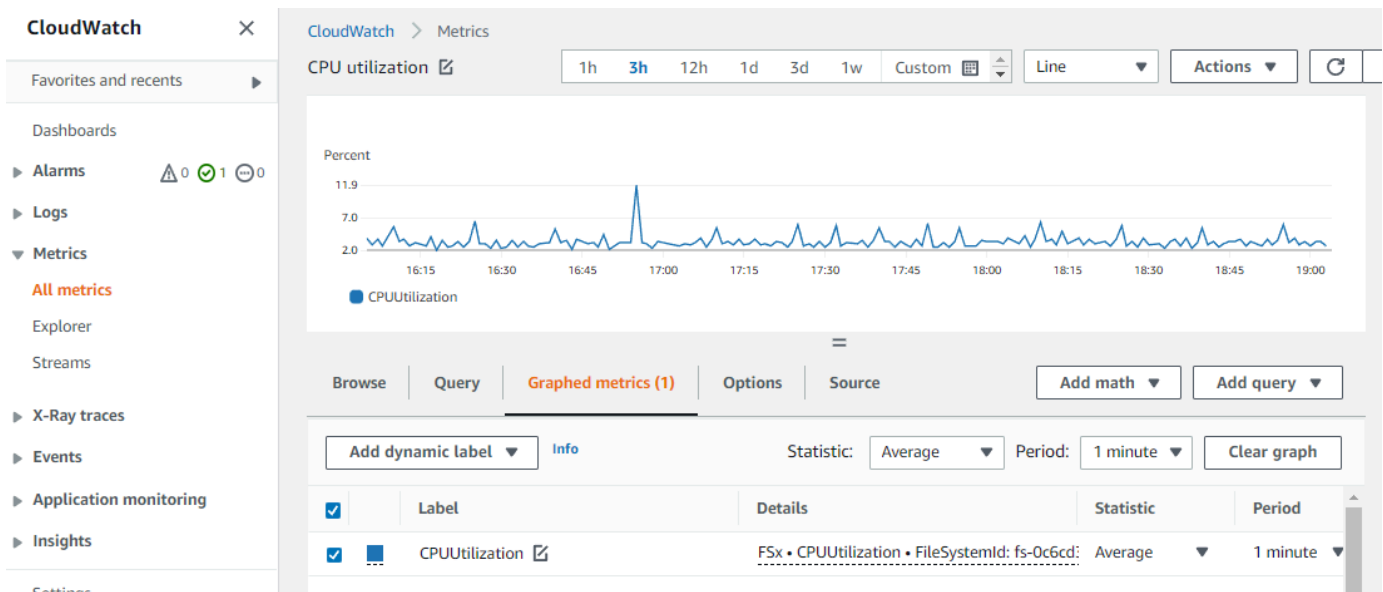 CloudWatch
Favorites and recents
Dashboards
Alarms 0 1 0
Logs
Metrics
All metrics
Explorer
Streams
X-Ray traces
Events
Application monitoring
Insights
Settings
CloudWatch > Metrics
CPU utilization 1h 3h 12h 1d 3d 1w Custom Line Actions
Percent
11.9
7.0
2.0
16:15 16:30 16:45 17:00 17:15 17:30 17:45 18:00 18:15 18:30 18:45 19:00
CPUUtilization
Browse Query Graphed metrics (1) Options Source Add math Add query
Add dynamic label Info Statistic: Average Period: 1 minute Clear graph
Label Details Statistic Period
CPUUtilization FSx • CPUUtilization • FileSystemId: fs-0c6cd Average 1 minute